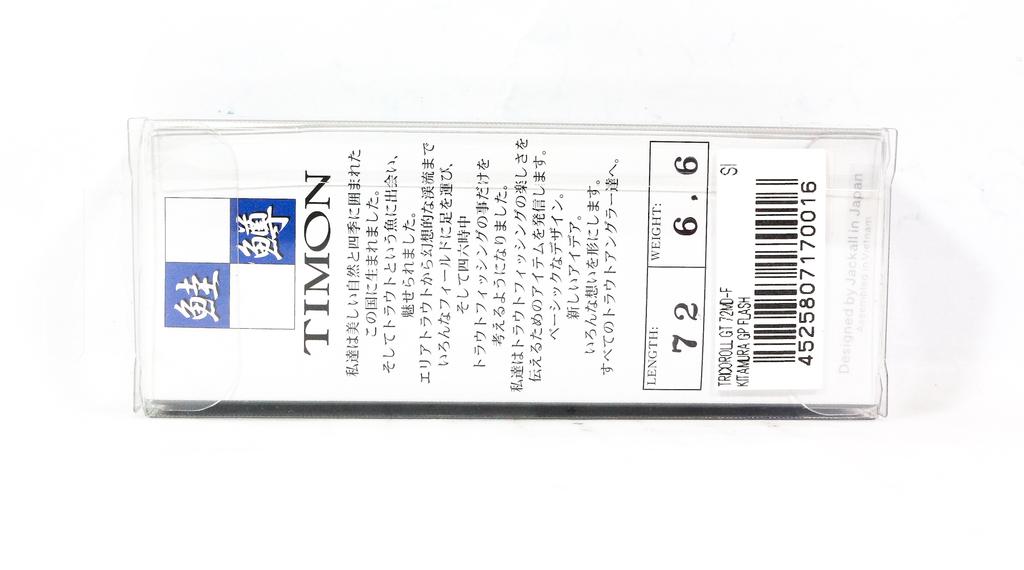 鮭
鱒
TIMON
私達は美しい自然と四季に囲まれた
この国に生まれました。
そしてトラウトという魚に出会い、
魅せられました。
エリアトラウトから幻想的な渓流まで
いろんなフィールドに足を運び、
そして四六時中
トラウトフィッシングの事だけを
考えるようになりました。
私達はトラウトフィッシングの楽しさを
伝えるためのアイテムを発信します。
ベーシックなデザイン。
新しいアイデア。
いろんな想いを形にします。
すべてのトラウトアングラー達へ。
LENGTH:
72
WEIGHT:
6.6
TRICOROLL GT 72MD-F
KITAMURA GP FLASH
SI
4525807170016
Designed by Jackall in Japan
Assembled in Vietnam